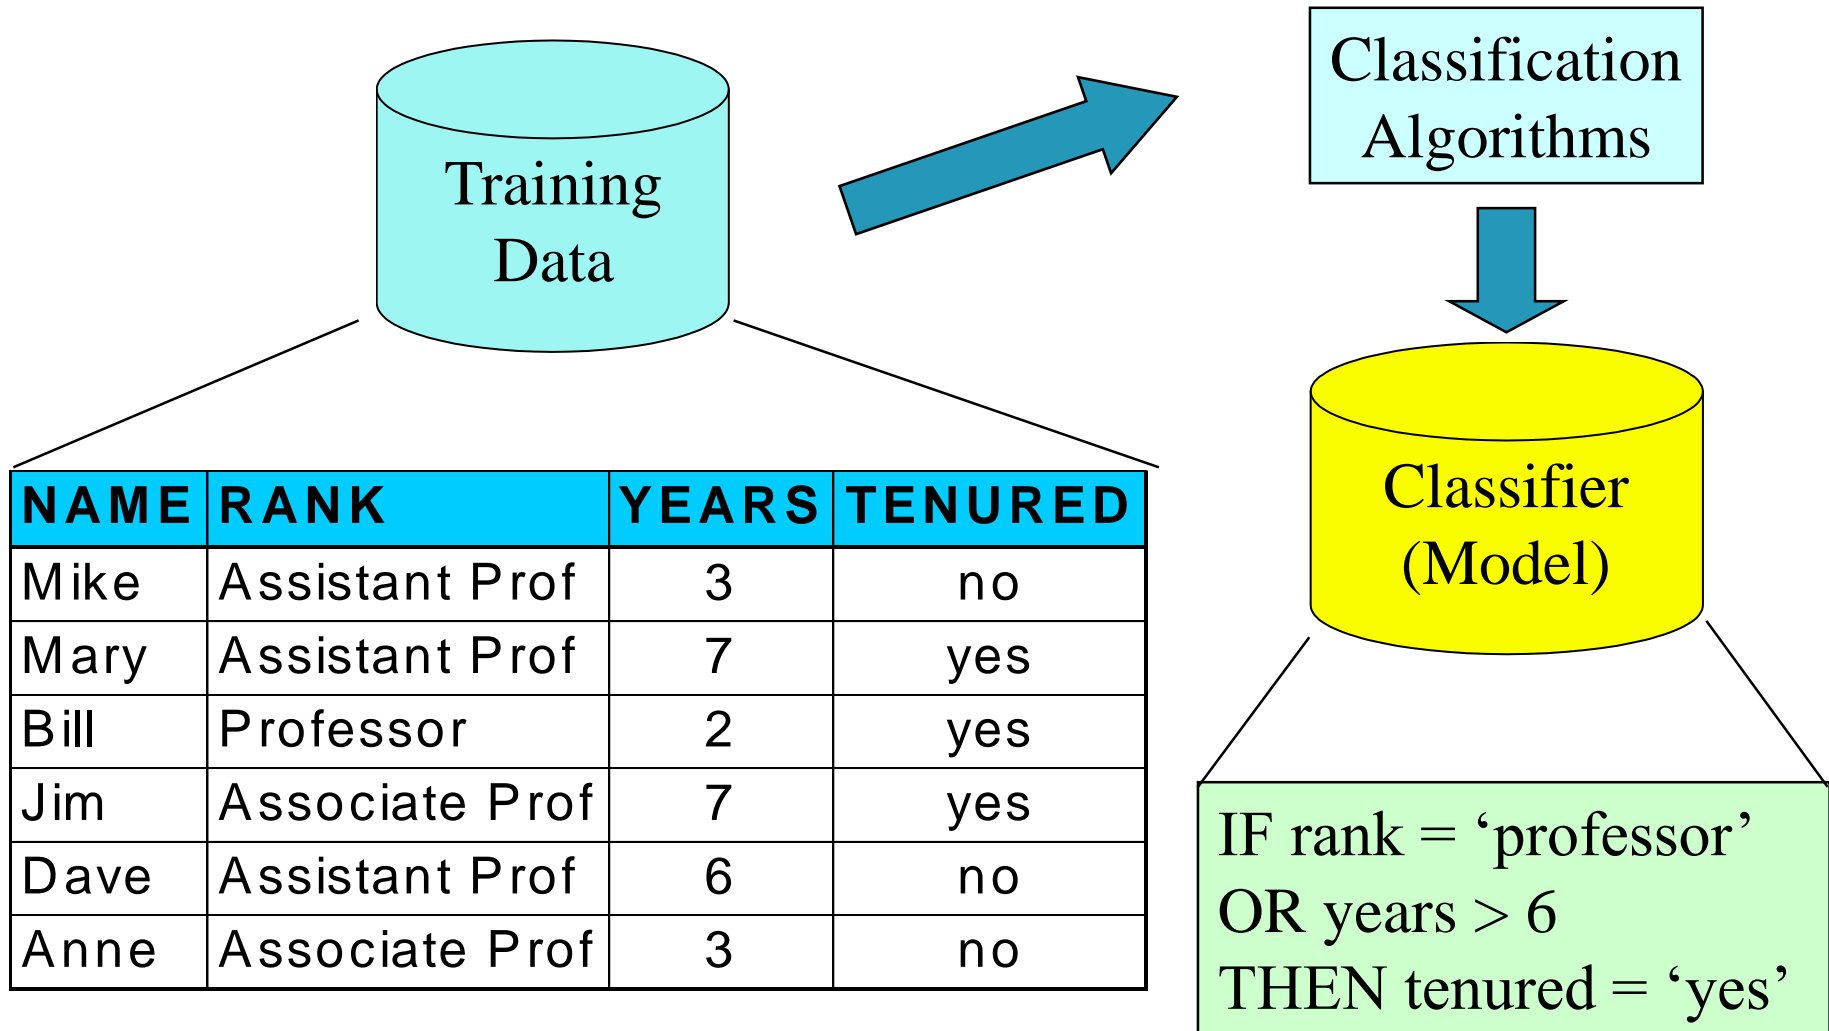 Training
Data
Classification
Algorithms
Classifier
(Model)
NAME RANK YEARS TENURED
Mike Assistant Prof 3 no
Mary Assistant Prof 7 yes
Bill Professor 2 yes
Jim Associate Prof 7 yes
Dave Assistant Prof 6 no
Anne Associate Prof 3 no
IF rank = ‘professor’
OR years > 6
THEN tenured = ‘yes’